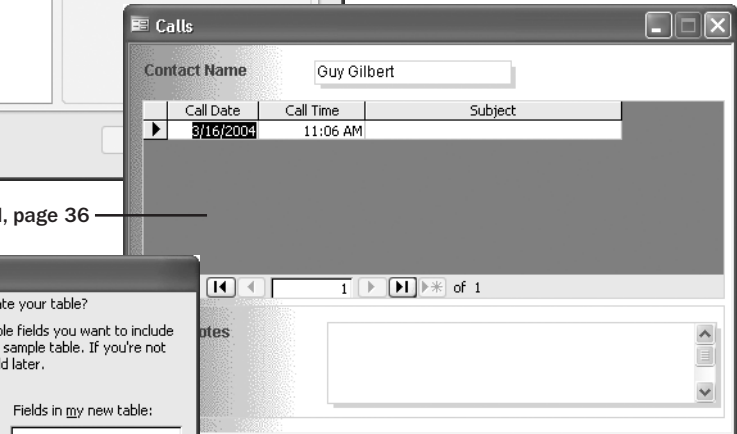 Calls
Contact Name Guy Gilbert
Call Date Call Time Subject
3/16/2004 11:06 AM
, page 36
1 of 1
your table?
fields you want to include
sample table. If you're not
later.
Fields in my new table: